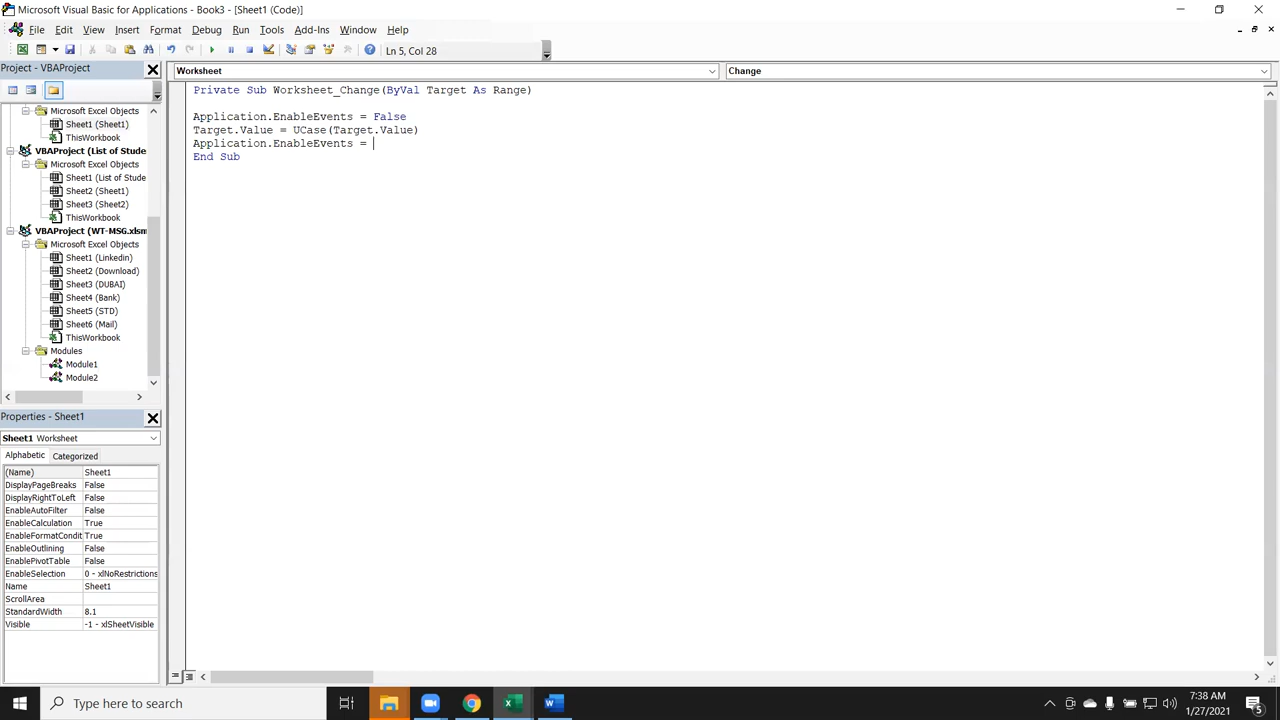 Microsoft Visual Basic for Applications - Book3 - [Sheet1 (Code)]
File Edit View Insert Format Debug Run Tools Add-Ins Window Help
Ln 5, Col 28
Project - VBAProject
Microsoft Excel Objects
Sheet1 (Sheet1)
ThisWorkbook
VBAProject (List of Stude
Microsoft Excel Objects
Sheet1 (List of Stude
Sheet2 (Sheet1)
Sheet3 (Sheet2)
ThisWorkbook
VBAProject (WT-MSG.xlsm
Microsoft Excel Objects
Sheet1 (Linkedin)
Sheet2 (Download)
Sheet3 (DUBAI)
Sheet4 (Bank)
Sheet5 (STD)
Sheet6 (Mail)
ThisWorkbook
Modules
Module1
Module2
Properties - Sheet1
Sheet1 Worksheet
Alphabetic Categorized
(Name) Sheet1
DisplayPageBreaks False
DisplayRightToLeft False
EnableAutoFilter False
EnableCalculation True
EnableFormatCondit True
EnableOutlining False
EnablePivotTable False
EnableSelection 0 - xlNoRestrictions
Name Sheet1
ScrollArea
StandardWidth 8.1
Visible -1 - xlSheetVisible
Worksheet Change
Private Sub Worksheet_Change(ByVal Target As Range)
Application.EnableEvents = False
Target.Value = UCase(Target.Value)
Application.EnableEvents =
End Sub
Type here to search
7:38 AM
1/27/2021
5